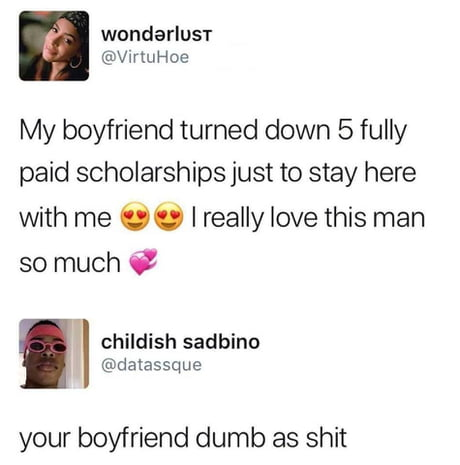 wondərlusт
@VirtuHoe
My boyfriend turned down 5 fully
paid scholarships just to stay here
with me 😍😍 I really love this man
so much 💞
childish sadbino
@datassque
your boyfriend dumb as shit